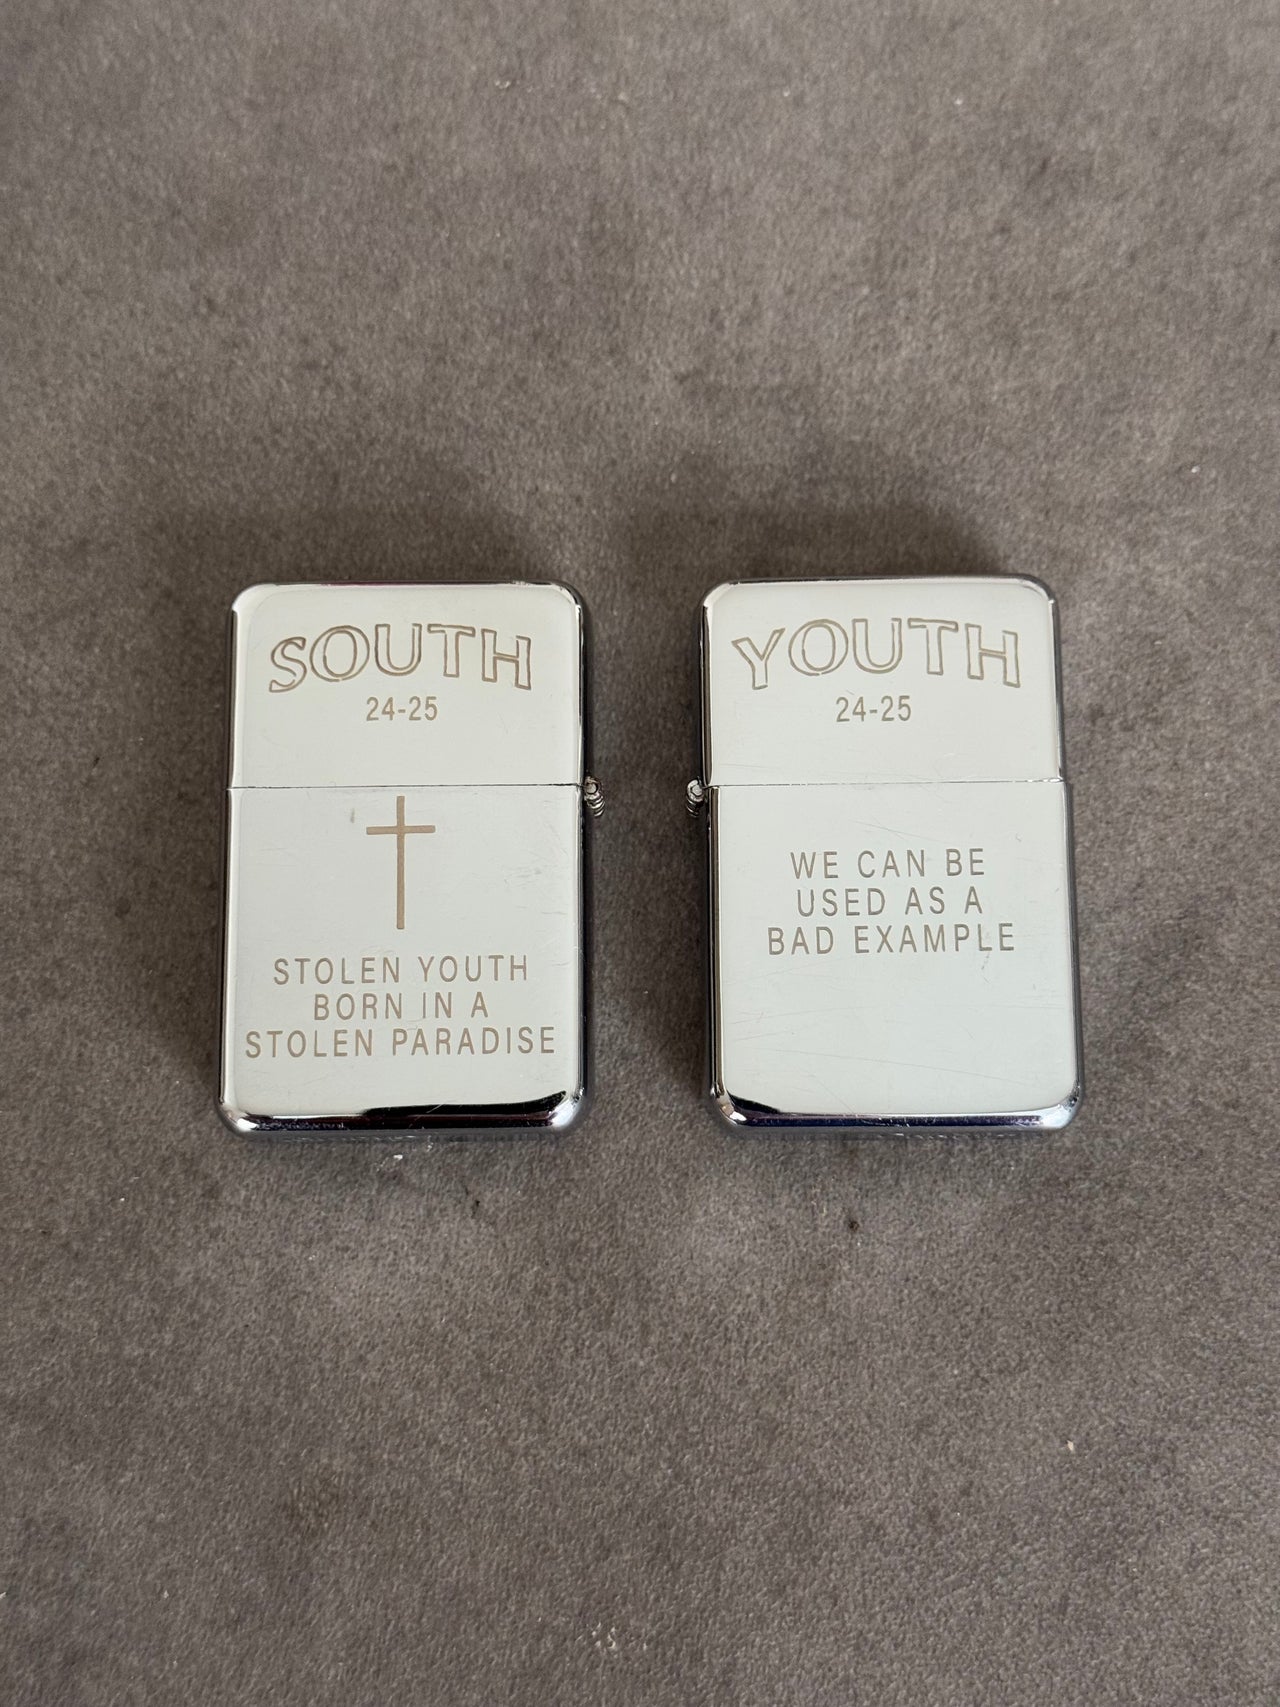 SOUTH
24-25
STOLEN YOUTH
BORN IN A
STOLEN PARADISE
YOUTH
24-25
WE CAN BE
USED AS A
BAD EXAMPLE